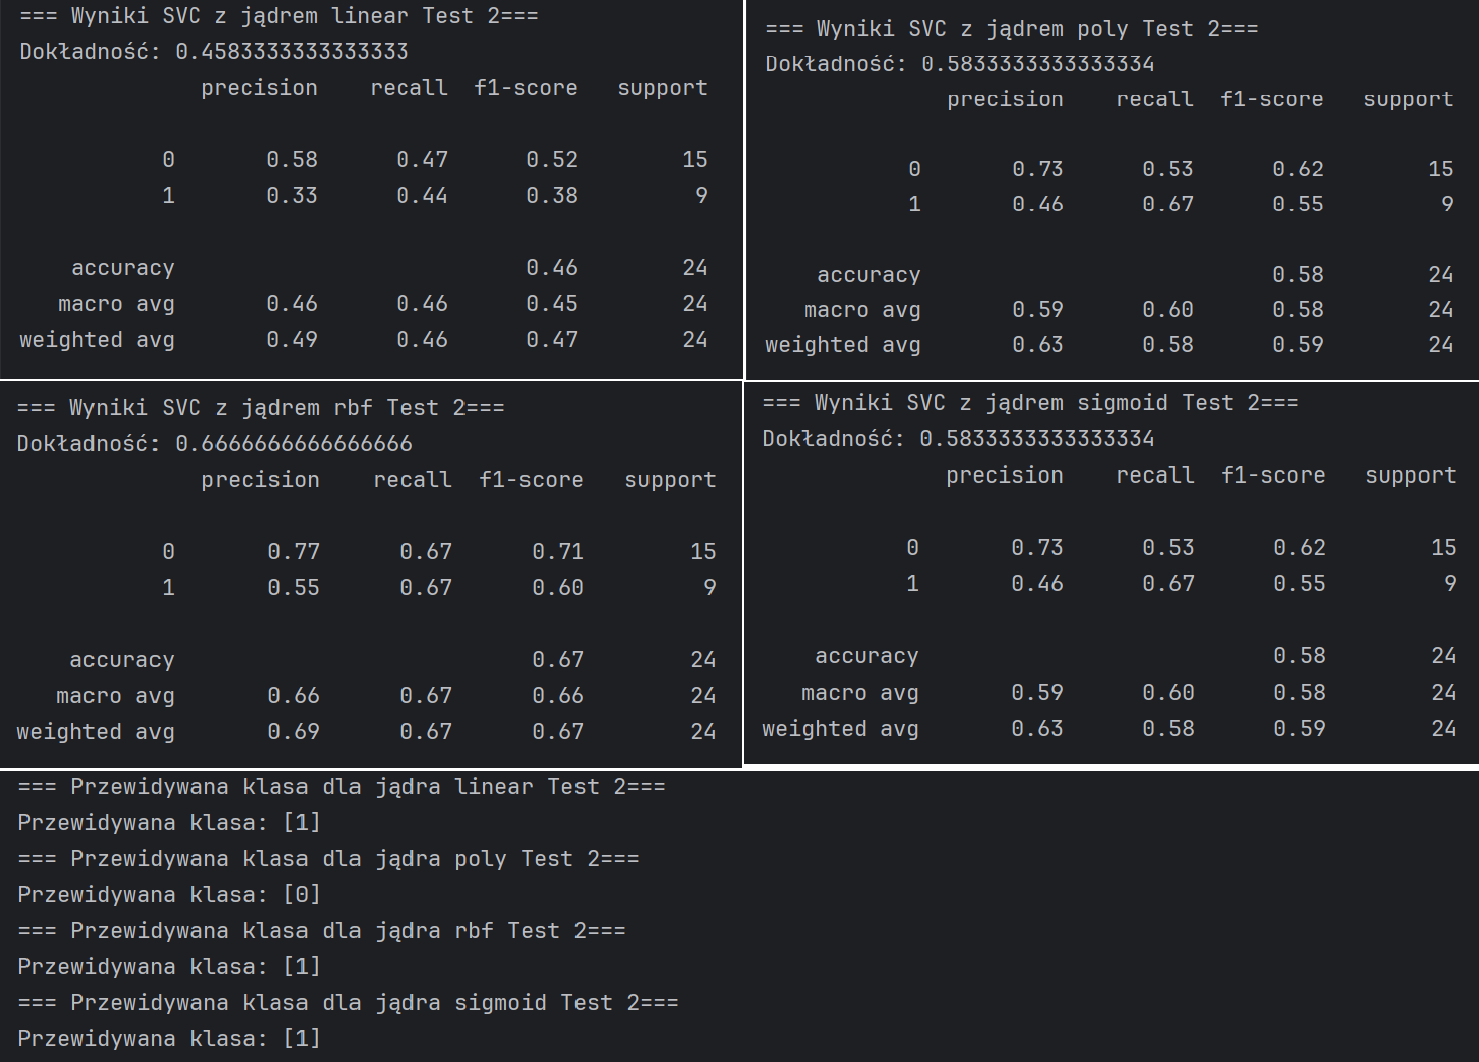 === Wyniki SVC z jądrem linear Test 2===
Dokładność: 0.4583333333333333
precision recall f1-score support
0 0.58 0.47 0.52 15
1 0.33 0.44 0.38 9
accuracy 0.46 24
macro avg 0.46 0.46 0.45 24
weighted avg 0.49 0.46 0.47 24
=== Wyniki SVC z jądrem poly Test 2===
Dokładność: 0.5833333333333334
precision recall f1-score support
0 0.73 0.53 0.62 15
1 0.46 0.67 0.55 9
accuracy 0.58 24
macro avg 0.59 0.60 0.58 24
weighted avg 0.63 0.58 0.59 24
=== Wyniki SVC z jądrem rbf Test 2===
Dokładność: 0.6666666666666666
precision recall f1-score support
0 0.77 0.67 0.71 15
1 0.55 0.67 0.60 9
accuracy 0.67 24
macro avg 0.66 0.67 0.66 24
weighted avg 0.69 0.67 0.67 24
=== Wyniki SVC z jądrem sigmoid Test 2===
Dokładność: 0.5833333333333334
precision recall f1-score support
0 0.73 0.53 0.62 15
1 0.46 0.67 0.55 9
accuracy 0.58 24
macro avg 0.59 0.60 0.58 24
weighted avg 0.63 0.58 0.59 24
=== Przewidywana klasa dla jądra linear Test 2===
Przewidywana klasa: [1]
=== Przewidywana klasa dla jądra poly Test 2===
Przewidywana klasa: [0]
=== Przewidywana klasa dla jądra rbf Test 2===
Przewidywana klasa: [1]
=== Przewidywana klasa dla jądra sigmoid Test 2===
Przewidywana klasa: [1]